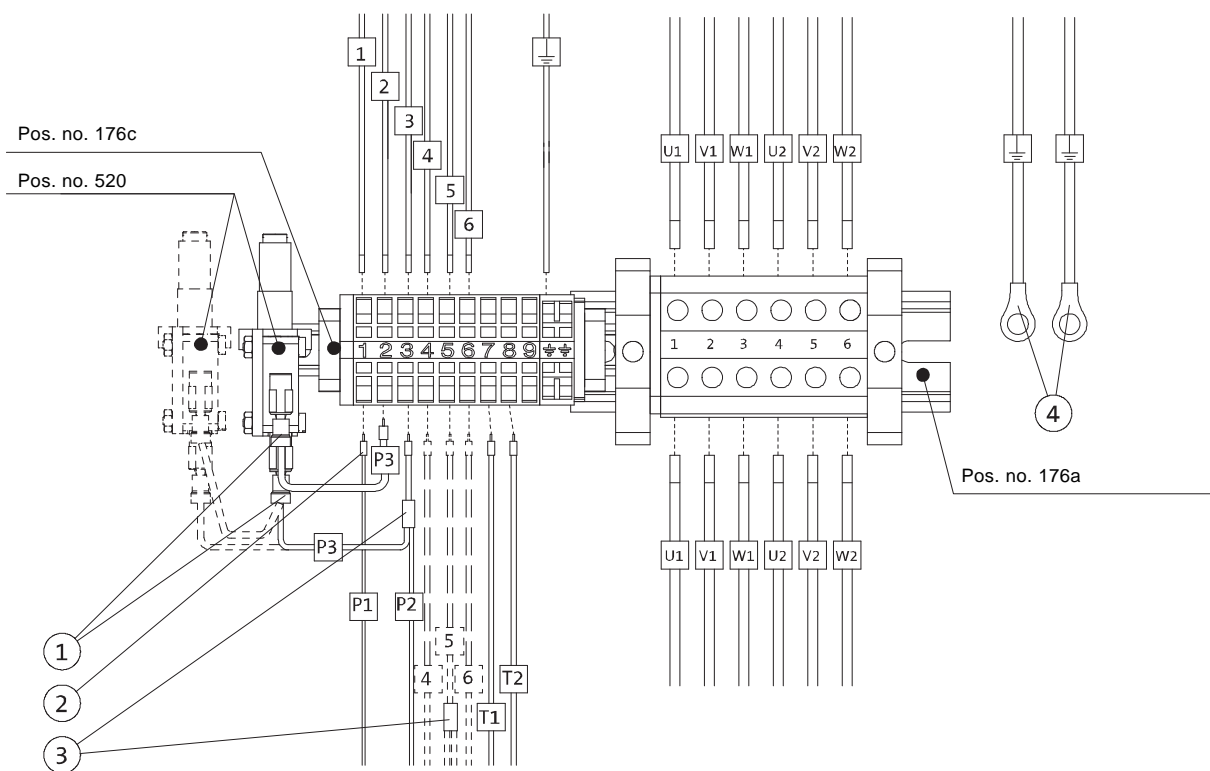 1
2
3
4
5
6
U1 V1 W1 U2 V2 W2
Pos. no. 176c
Pos. no. 520
1 2 3 4 5 6 7 8 9
1 2 3 4 5 6
4
P3
Pos. no. 176a
P3
U1 V1 W1 U2 V2 W2
P1 P2
5
1
4 6 T2
2
T1
3